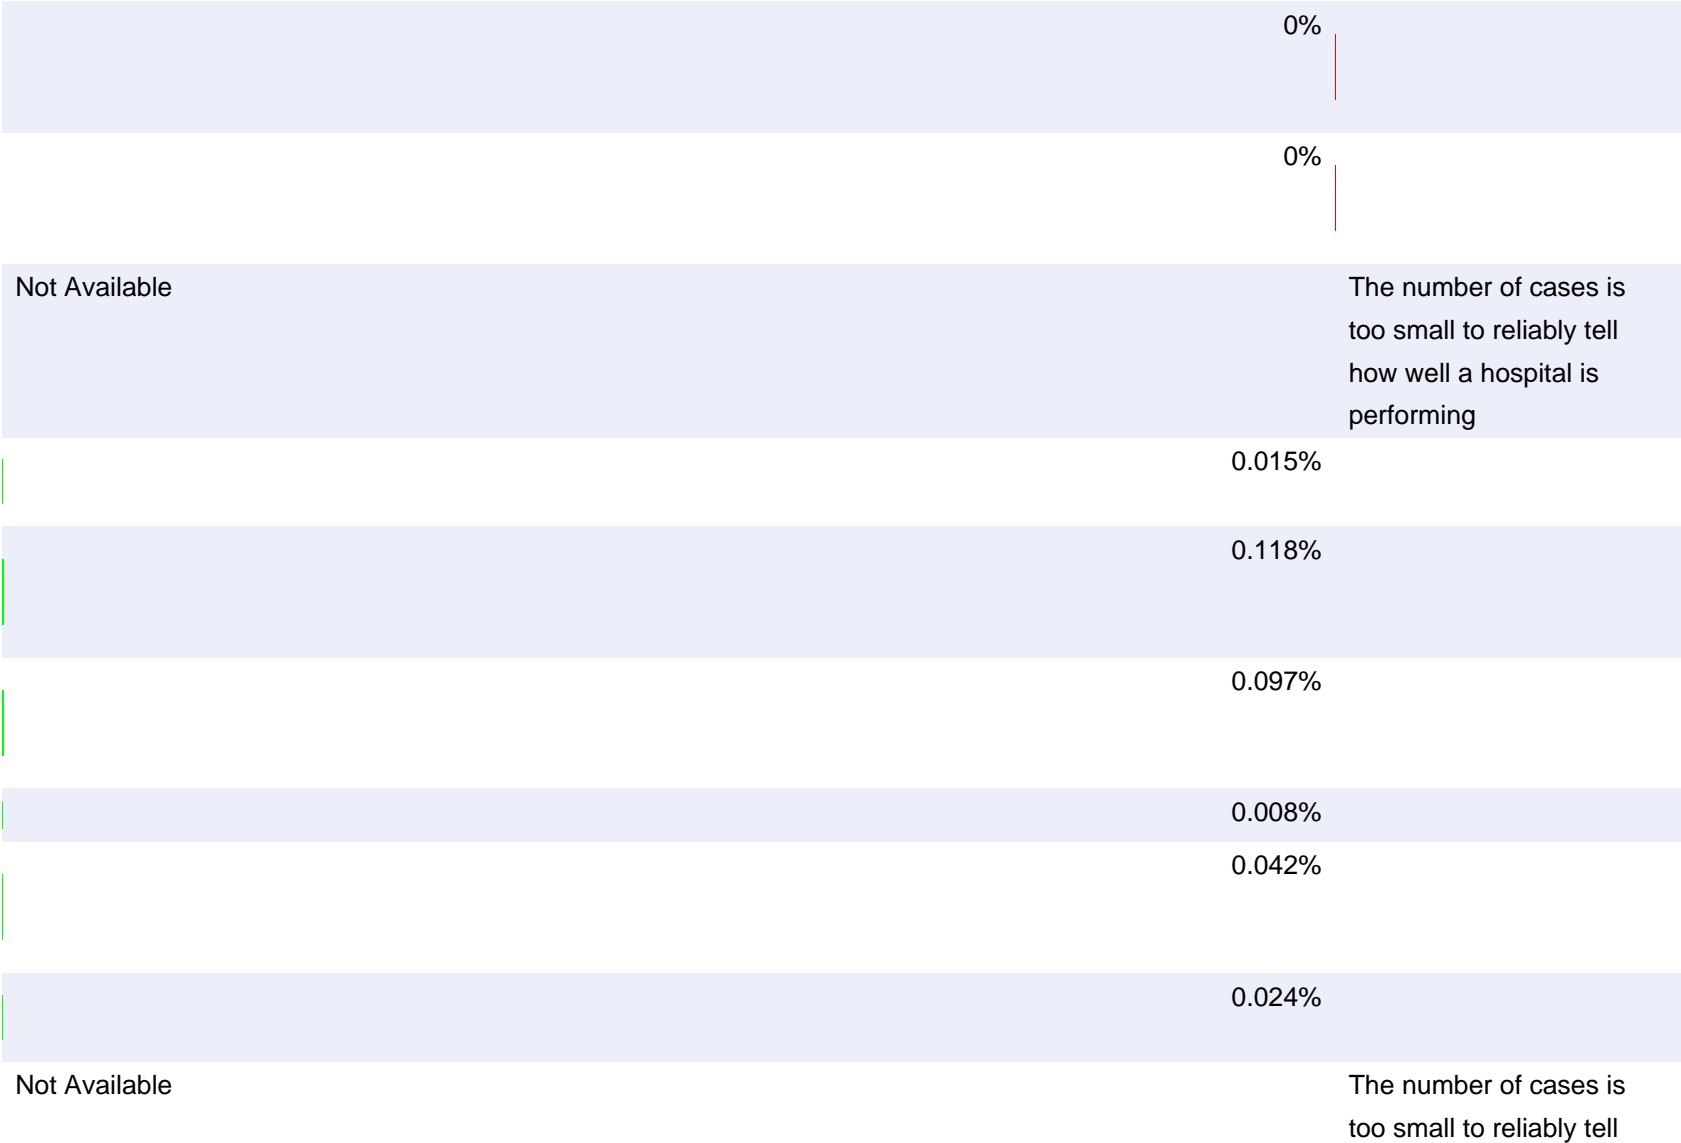 0%
0%
Not Available
The number of cases is
too small to reliably tell
how well a hospital is
performing
0.015%
0.118%
0.097%
0.008%
0.042%
0.024%
Not Available
The number of cases is
too small to reliably tell